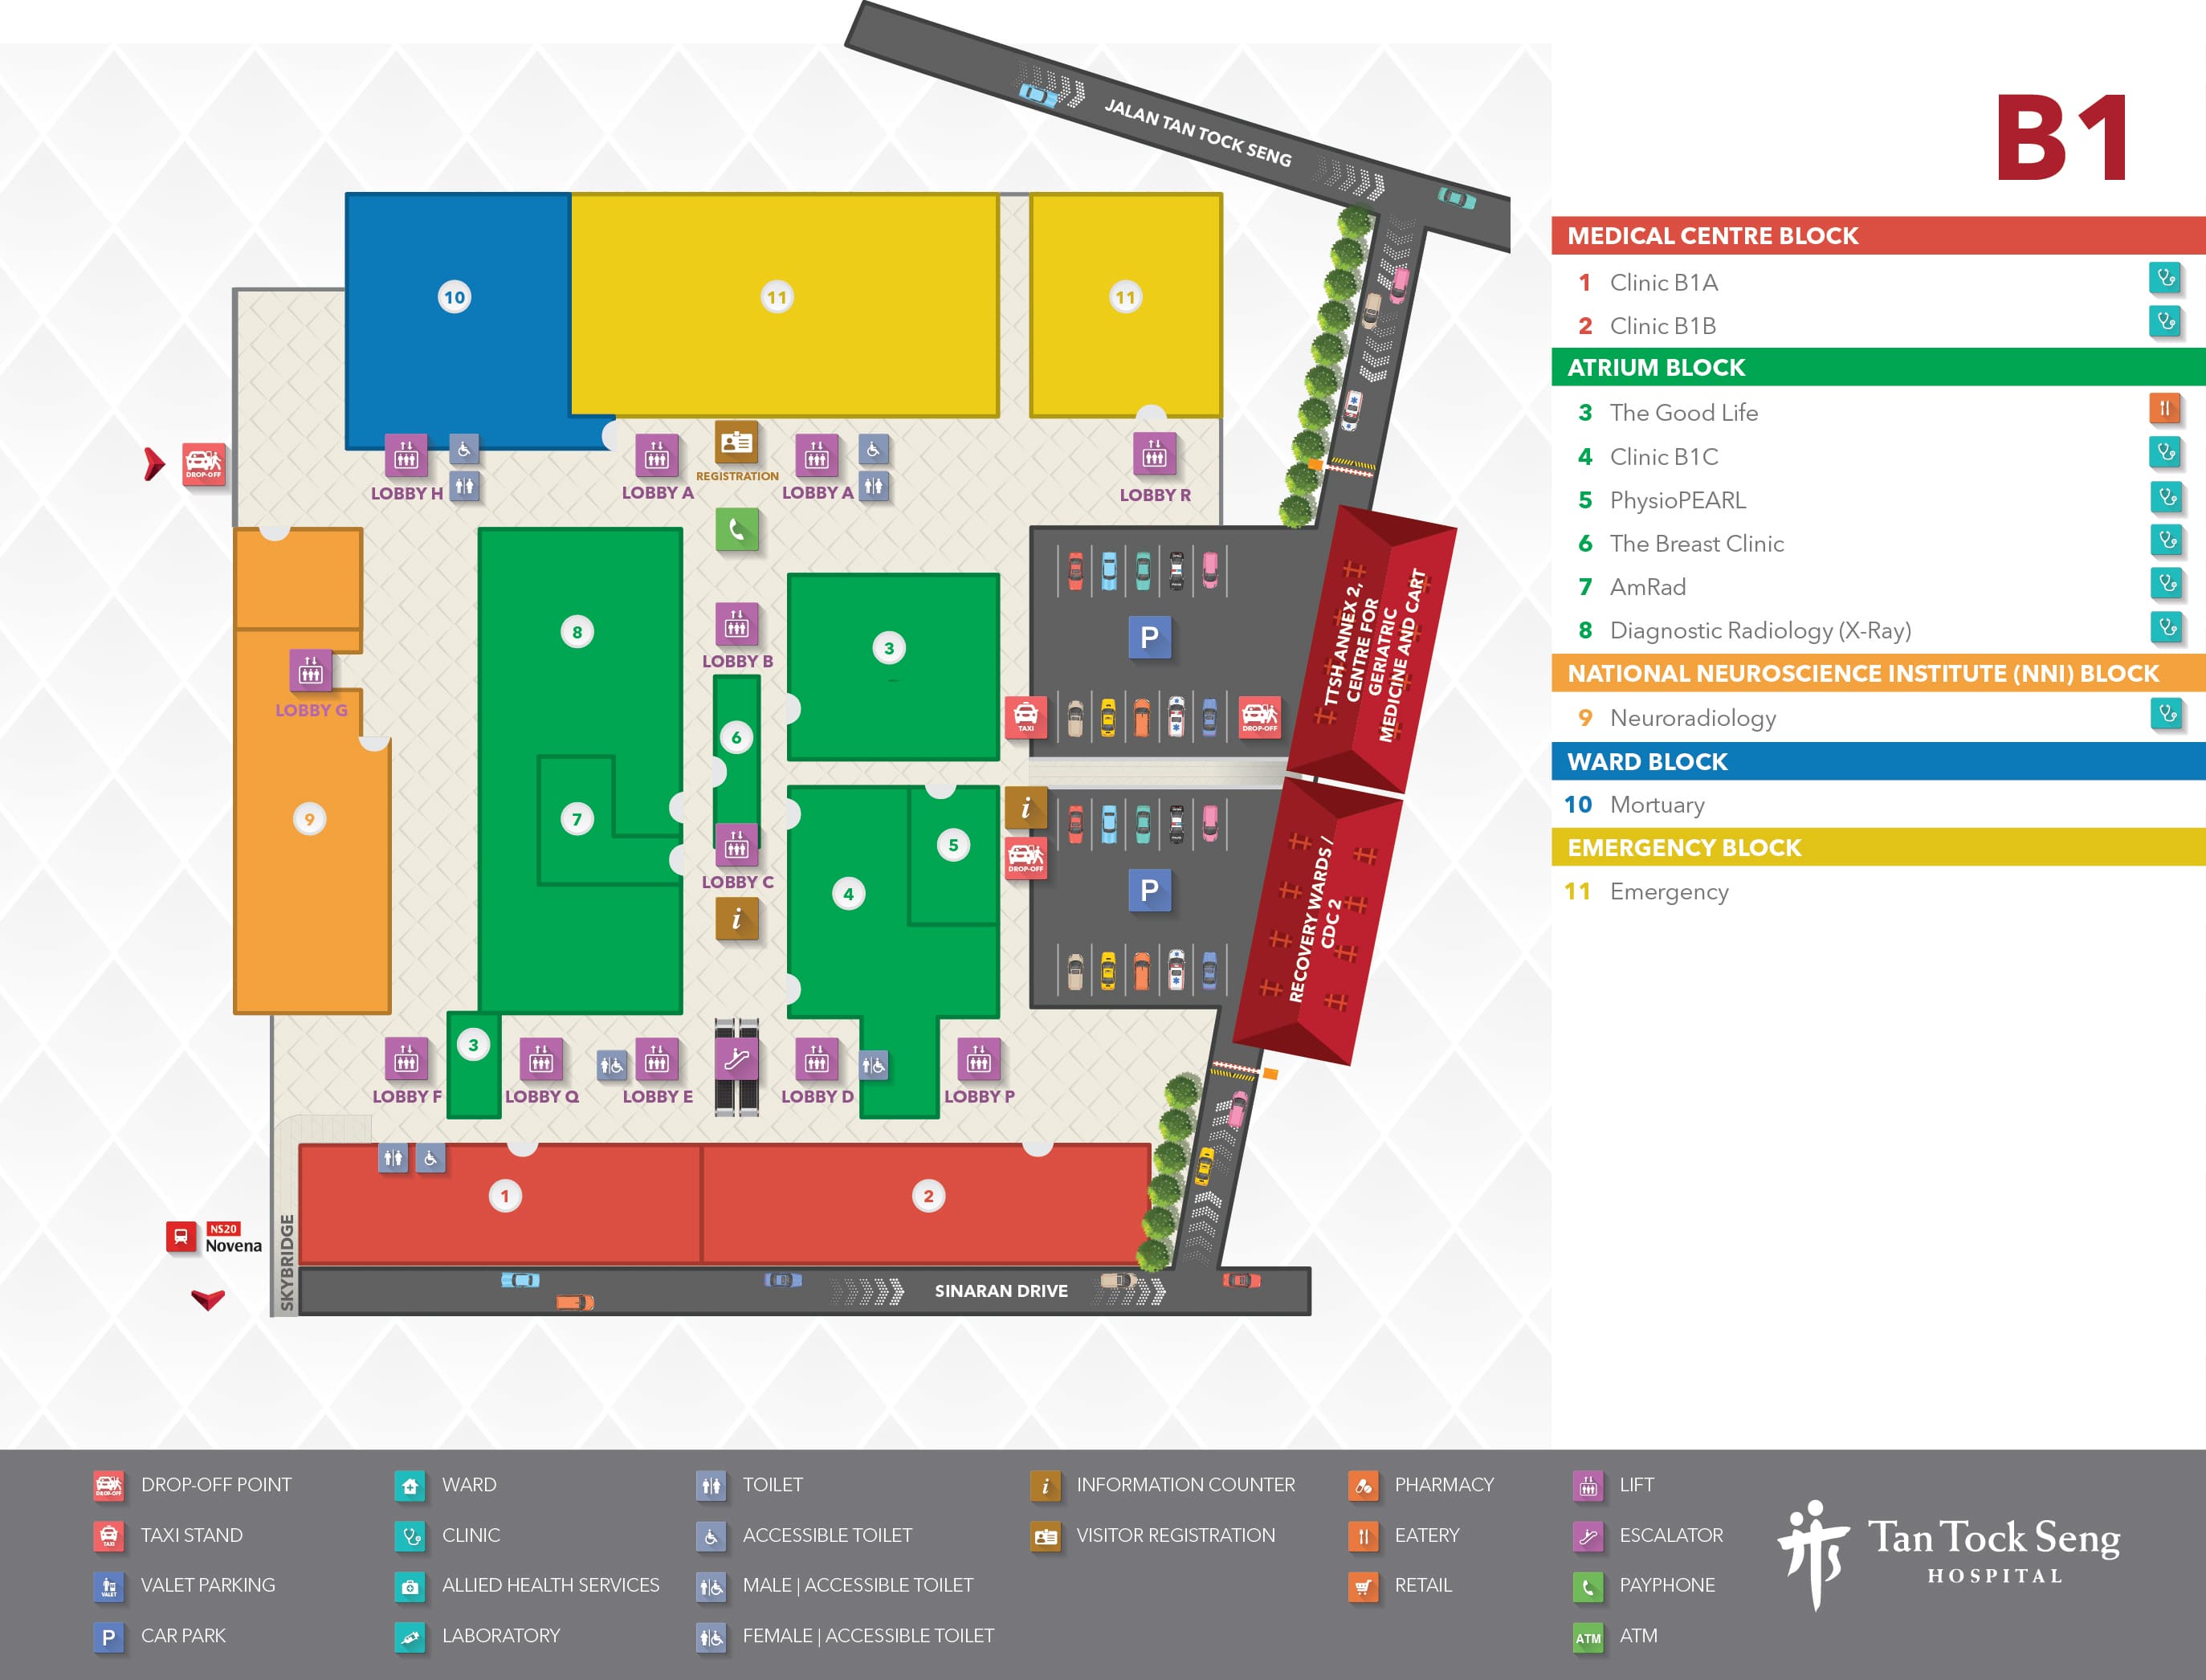 JALAN TAN TOCK SENG
B1
MEDICAL CENTRE BLOCK
1 Clinic B1A
2 Clinic B1B
ATRIUM BLOCK
3 The Good Life
4 Clinic B1C
5 PhysioPEARL
6 The Breast Clinic
7 AmRad
8 Diagnostic Radiology (X-Ray)
NATIONAL NEUROSCIENCE INSTITUTE (NNI) BLOCK
9 Neuroradiology
WARD BLOCK
10 Mortuary
EMERGENCY BLOCK
11 Emergency
10
11
11
DROP-OFF
LOBBY H
LOBBY A
REGISTRATION
LOBBY A
LOBBY R
8
LOBBY B
3
P
TTSH ANNEX 2,
CENTRE FOR
GERIATRIC
MEDICINE AND CART
LOBBY G
6
TAXI
DROP-OFF
9
7
LOBBY C
i
4
5
i
DROP-OFF
P
RECOVERY WARDS /
CDC 2
3
LOBBY F
LOBBY Q
LOBBY E
LOBBY D
LOBBY P
1
2
NS20
Novena
SKYBRIDGE
SINARAN DRIVE
DROP-OFF
DROP-OFF POINT
TAXI
TAXI STAND
VALET
VALET PARKING
P
CAR PARK
WARD
CLINIC
ALLIED HEALTH SERVICES
LABORATORY
TOILET
ACCESSIBLE TOILET
MALE | ACCESSIBLE TOILET
FEMALE | ACCESSIBLE TOILET
i
INFORMATION COUNTER
VISITOR REGISTRATION
PHARMACY
EATERY
RETAIL
LIFT
ESCALATOR
PAYPHONE
ATM
ATM
Tan Tock Seng
HOSPITAL